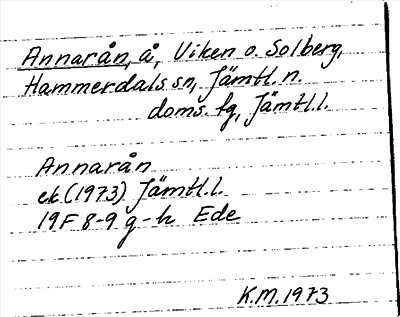 Annarån, å, Viken o. Solberg,
Hammerdals sn, Jämtl. n.
doms. fg, Jämtl. l.
Annarån
ek (1973) Jämtl. l.
19F 8-9 g-h Ede
K.M. 1973